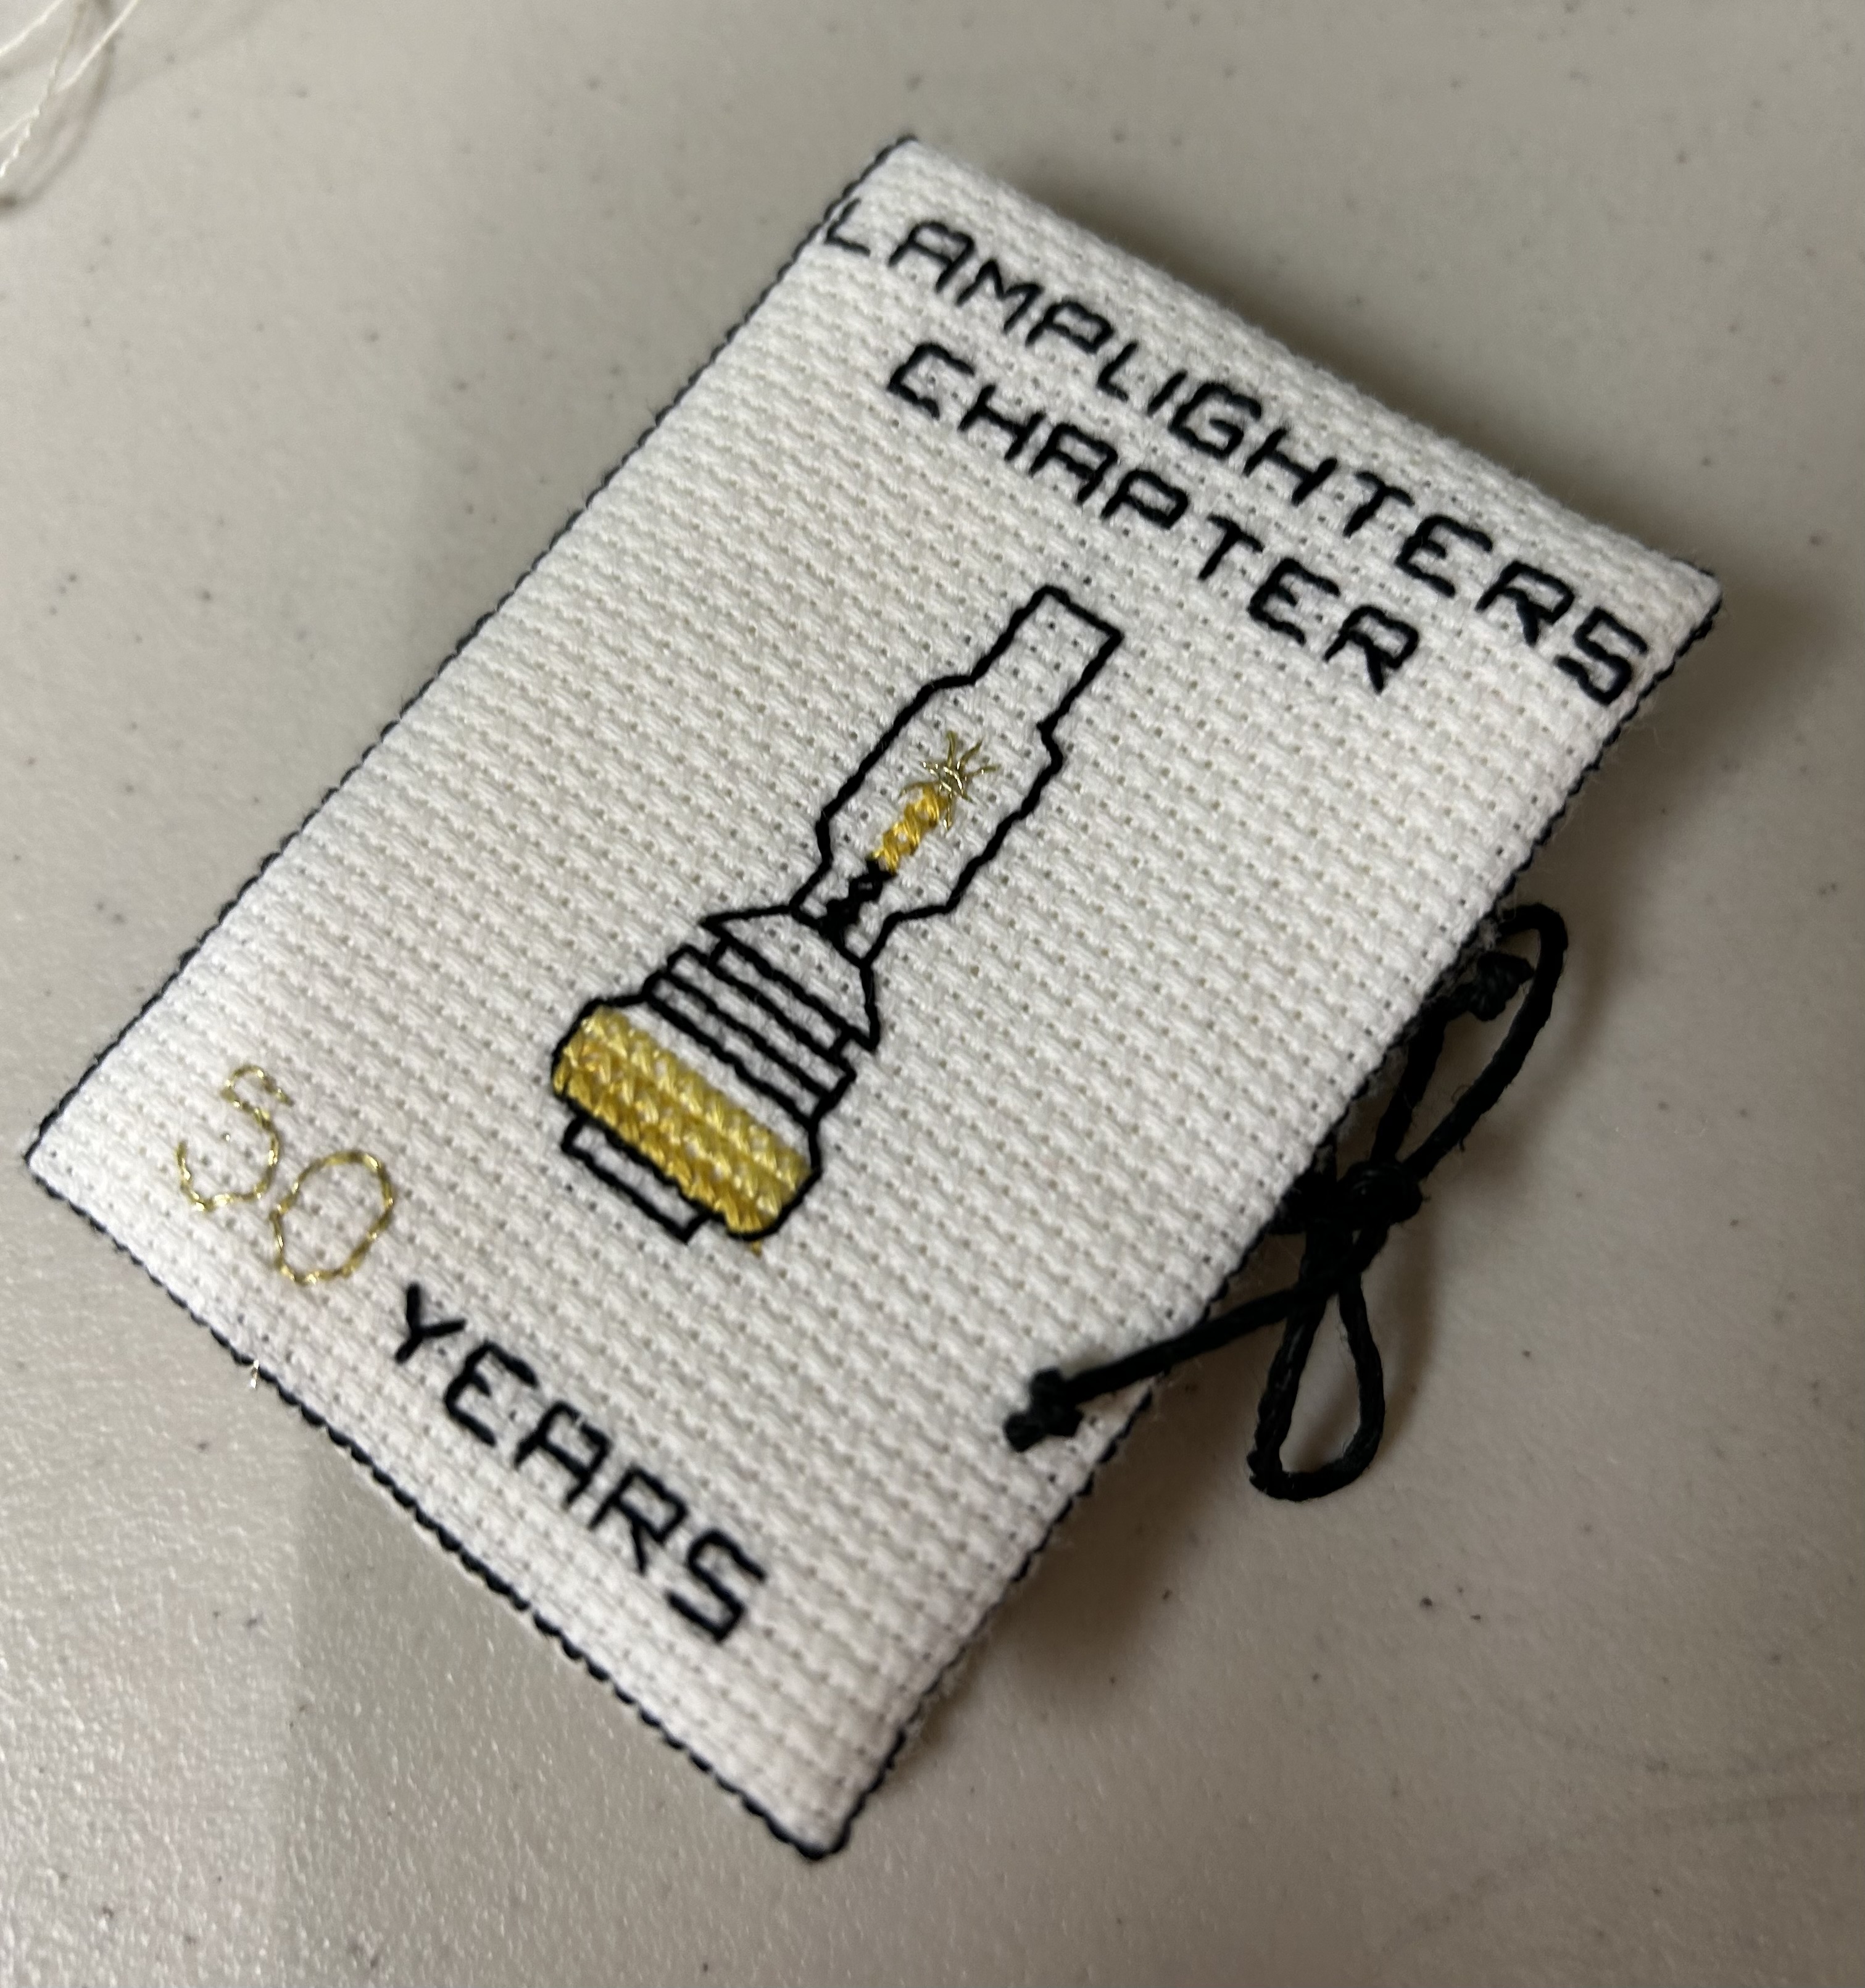 LAMPLIGHTERS
CHAPTER
50
YEARS